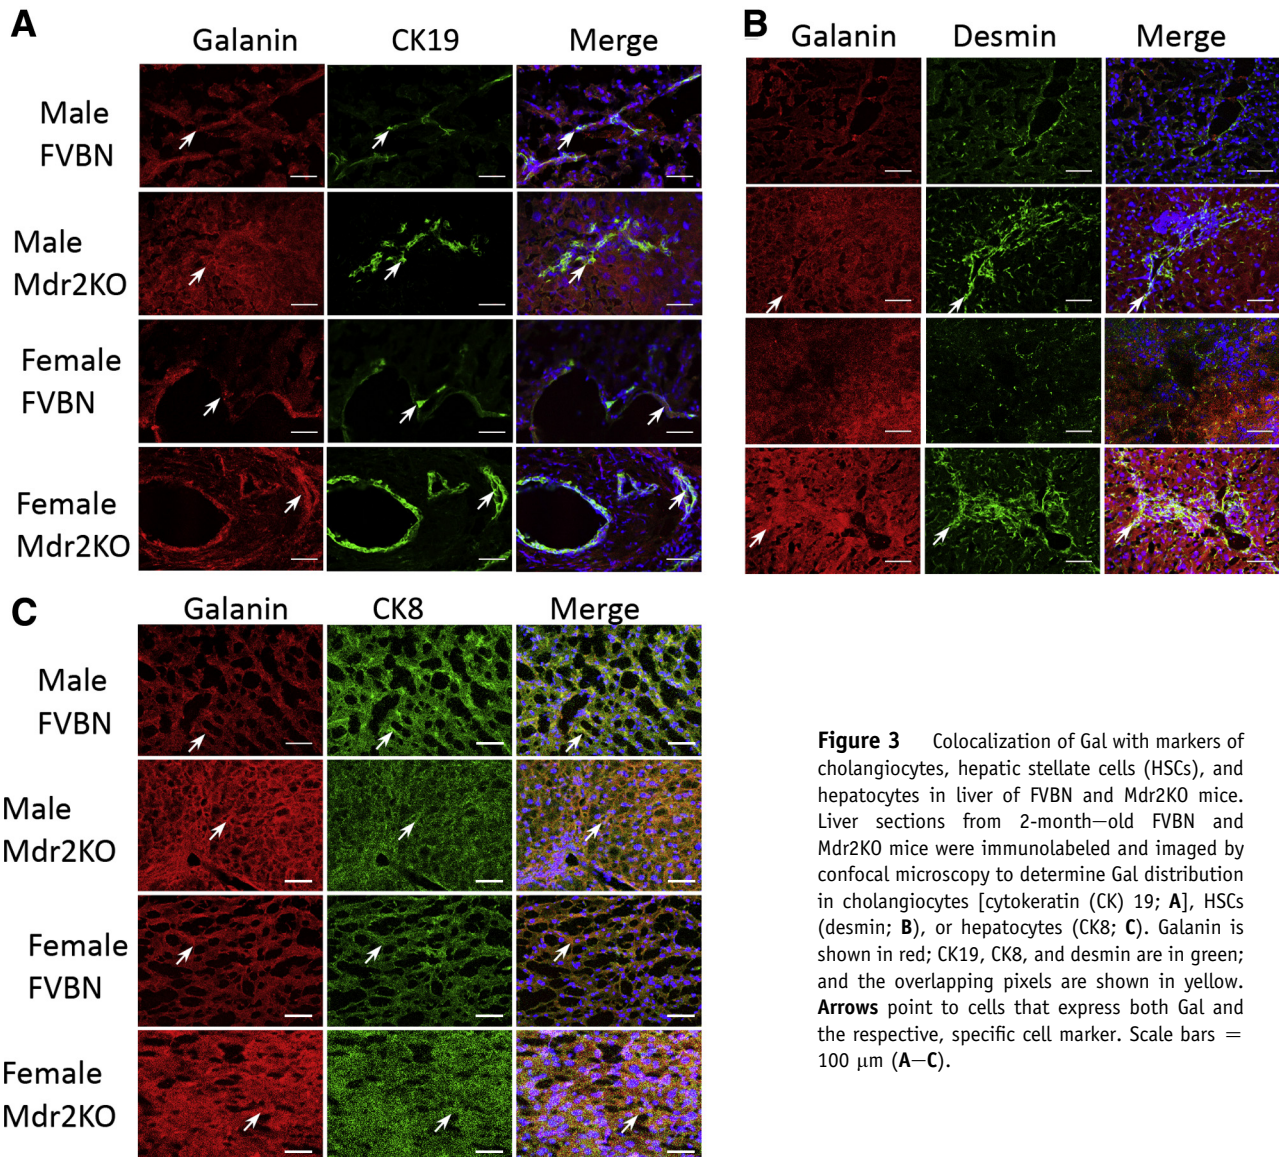 A
Galanin CK19 Merge
Male
FVBN
Male
Mdr2KO
Female
FVBN
Female
Mdr2KO
B
Galanin Desmin Merge
C
Galanin CK8 Merge
Male
FVBN
Male
Mdr2KO
Female
FVBN
Female
Mdr2KO
Figure 3 Colocalization of Gal with markers of
cholangiocytes, hepatic stellate cells (HSCs), and
hepatocytes in liver of FVBN and Mdr2KO mice.
Liver sections from 2-month—old FVBN and
Mdr2KO mice were immunolabeled and imaged by
confocal microscopy to determine Gal distribution
in cholangiocytes [cytokeratin (CK) 19; A], HSCs
(desmin; B), or hepatocytes (CK8; C). Galanin is
shown in red; CK19, CK8, and desmin are in green;
and the overlapping pixels are shown in yellow.
Arrows point to cells that express both Gal and
the respective, specific cell marker. Scale bars =
100 μm (A—C).